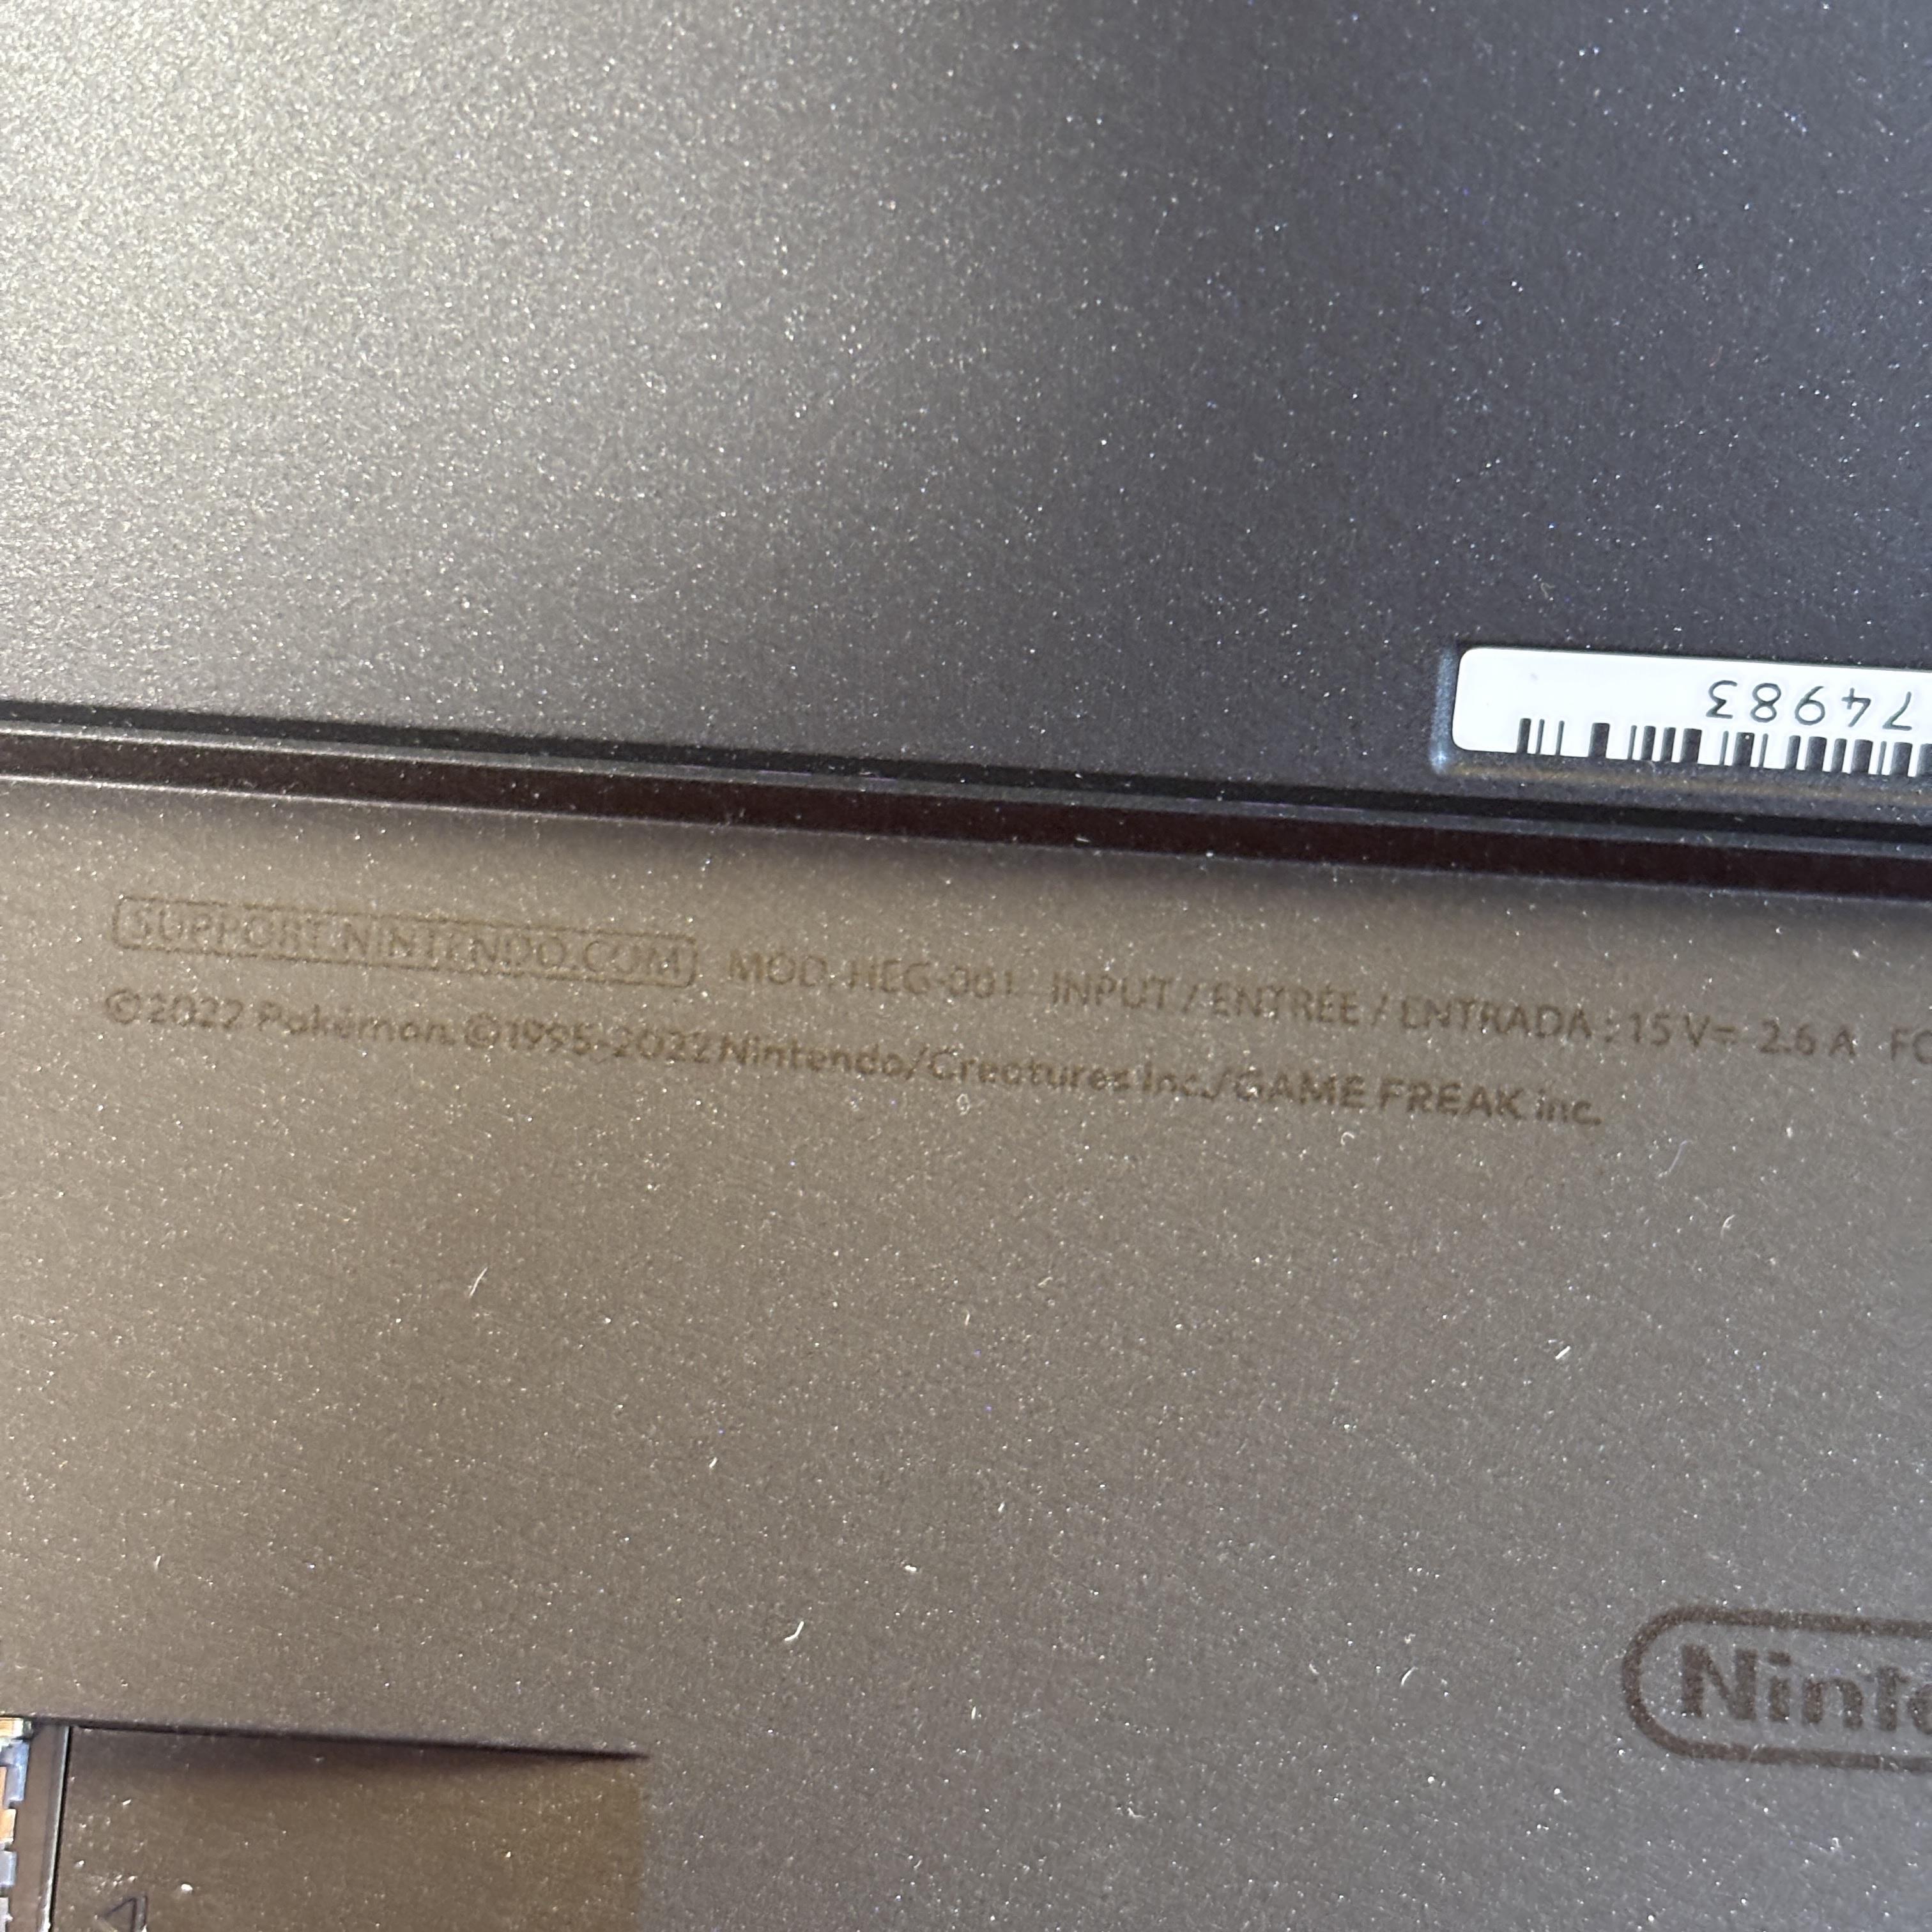 74983
SUPPORT.NINTENDO.COM MOD. HEG-001 INPUT / ENTRÉE / ENTRADA : 15 V⎓ 2.6 A
©2022 Pokémon. ©1995-2022 Nintendo/Creatures Inc./GAME FREAK inc.